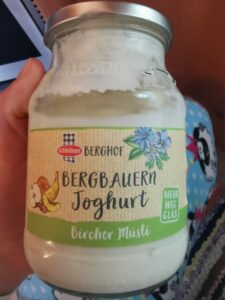 BERGHOF
BERGBAUERN
Joghurt
MEHR
WEG
GLAS
Bircher Müsli